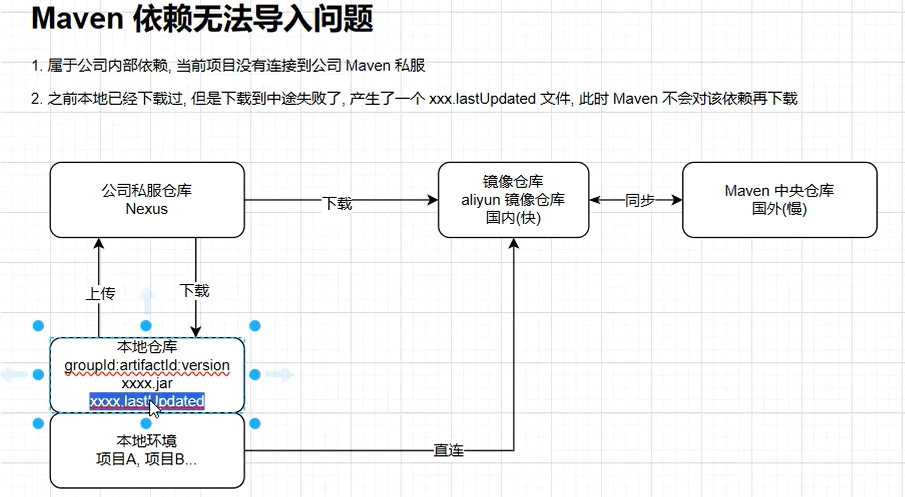 Maven 依赖无法导入问题
1. 属于公司内部依赖, 当前项目没有连接到公司 Maven 私服
2. 之前本地已经下载过, 但是下载到中途失败了, 产生了一个 xxx.lastUpdated 文件, 此时 Maven 不会对该依赖再下载
公司私服仓库
Nexus
下载
镜像仓库
aliyun 镜像仓库
国内(快)
同步
Maven 中央仓库
国外(慢)
上传
下载
本地仓库
groupId:artifactId:version
xxxx.jar
xxxx.lastUpdated
本地环境
项目A, 项目B...
直连